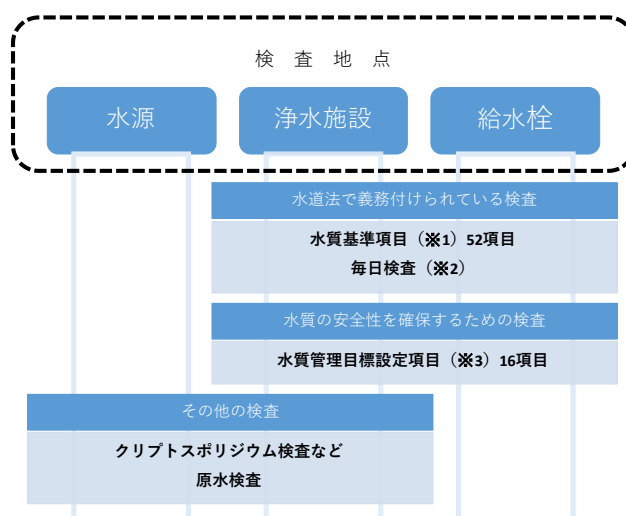 検 査 地 点
水源
浄水施設
給水栓
水道法で義務付けられている検査
水質基準項目（※1）52項目
毎日検査（※2）
水質の安全性を確保するための検査
水質管理目標設定項目（※3）16項目
その他の検査
クリプトスポリジウム検査など
原水検査